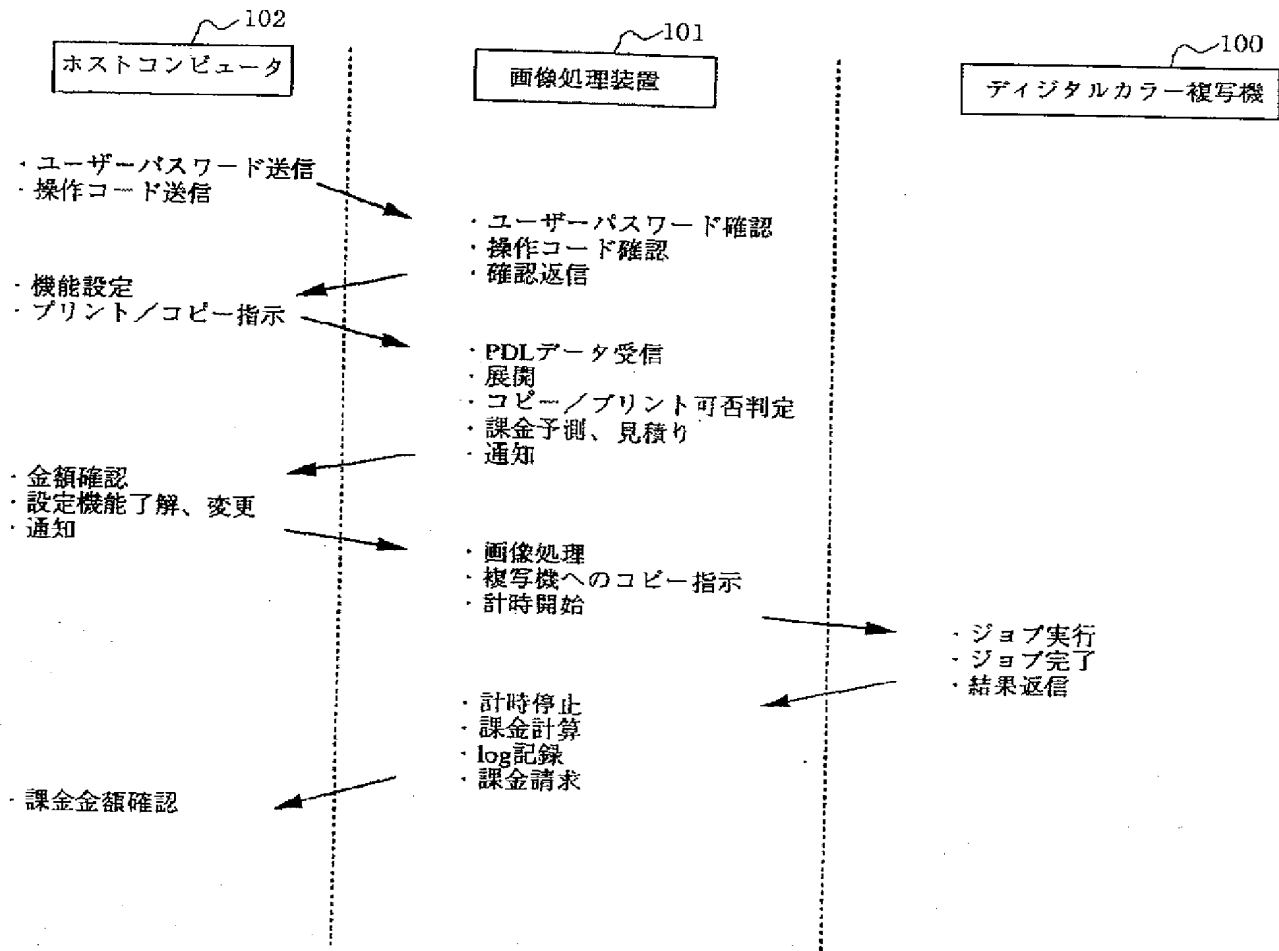 102
ホストコンピュータ
101
画像処理装置
100
ディジタルカラー複写機
・ユーザーパスワード送信
・操作コード送信
・ユーザーパスワード確認
・操作コード確認
・確認返信
・機能設定
・プリント／コピー指示
・PDLデータ受信
・展開
・コピー／プリント可否判定
・課金予測、見積り
・通知
・金額確認
・設定機能了解、変更
・通知
・画像処理
・複写機へのコピー指示
・計時開始
・ジョブ実行
・ジョブ完了
・結果返信
・計時停止
・課金計算
・log記録
・課金請求
・課金金額確認